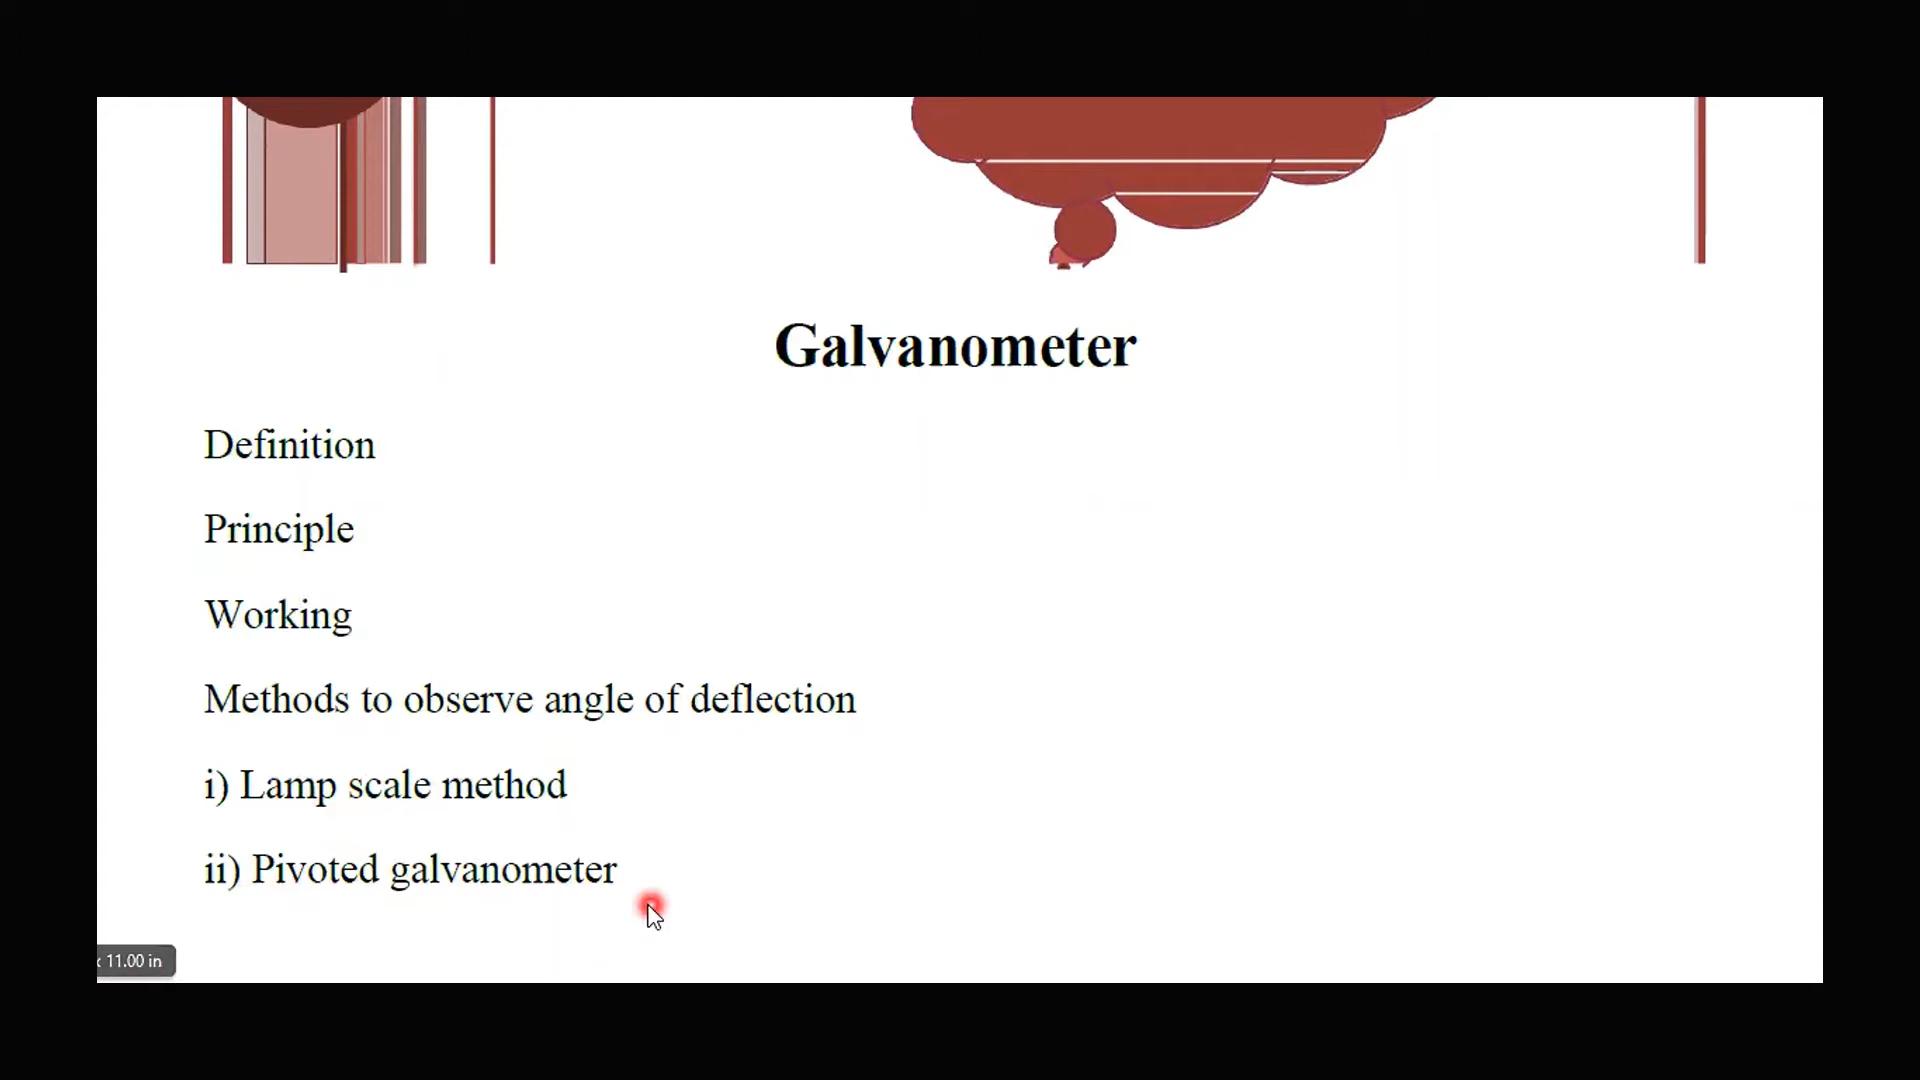 Galvanometer
Definition
Principle
Working
Methods to observe angle of deflection
i) Lamp scale method
ii) Pivoted galvanometer
x 11.00 in